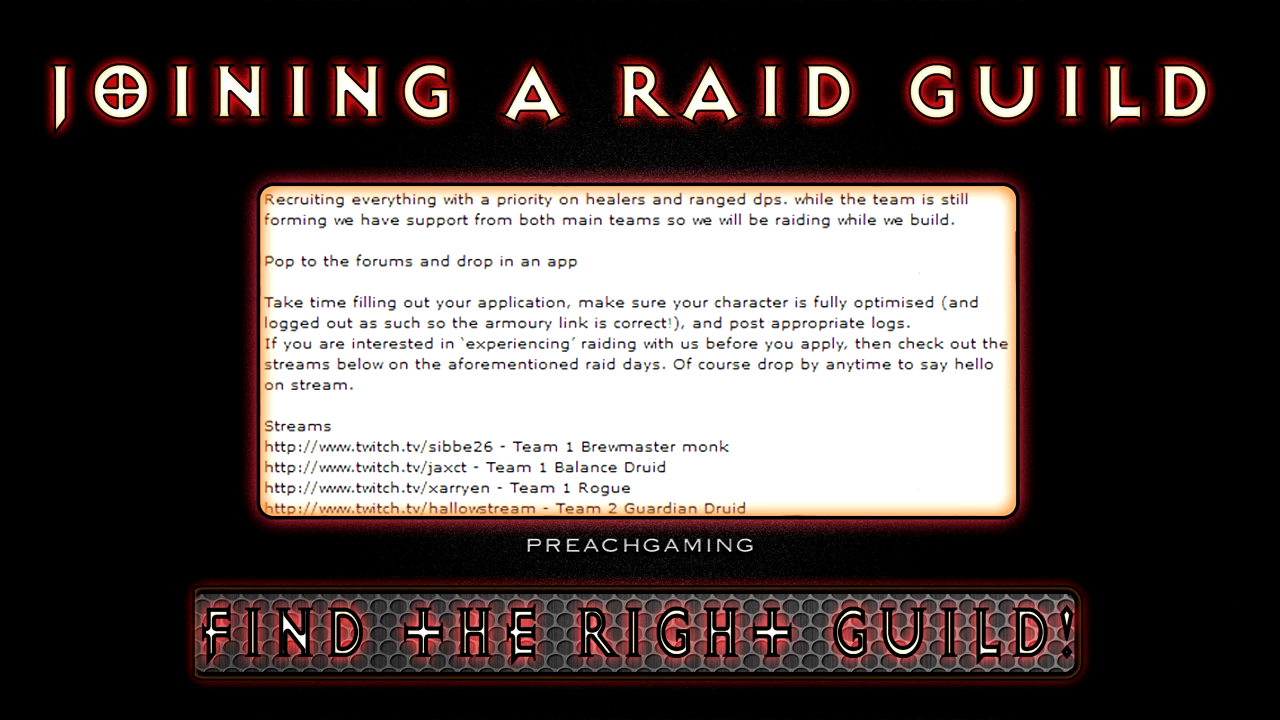 JOINING A RAID GUILD
Recruiting everything with a priority on healers and ranged dps. while the team is still
forming we have support from both main teams so we will be raiding while we build.
Pop to the forums and drop in an app
Take time filling out your application, make sure your character is fully optimised (and
logged out as such so the armoury link is correct!), and post appropriate logs.
If you are interested in `experiencing´ raiding with us before you apply, then check out the
streams below on the aforementioned raid days. Of course drop by anytime to say hello
on stream.
Streams
http://www.twitch.tv/sibbe26 - Team 1 Brewmaster monk
http://www.twitch.tv/jaxct - Team 1 Balance Druid
http://www.twitch.tv/xarryen - Team 1 Rogue
http://www.twitch.tv/hallowstream - Team 2 Guardian Druid
PREACHGAMING
FIND THE RIGHT GUILD!